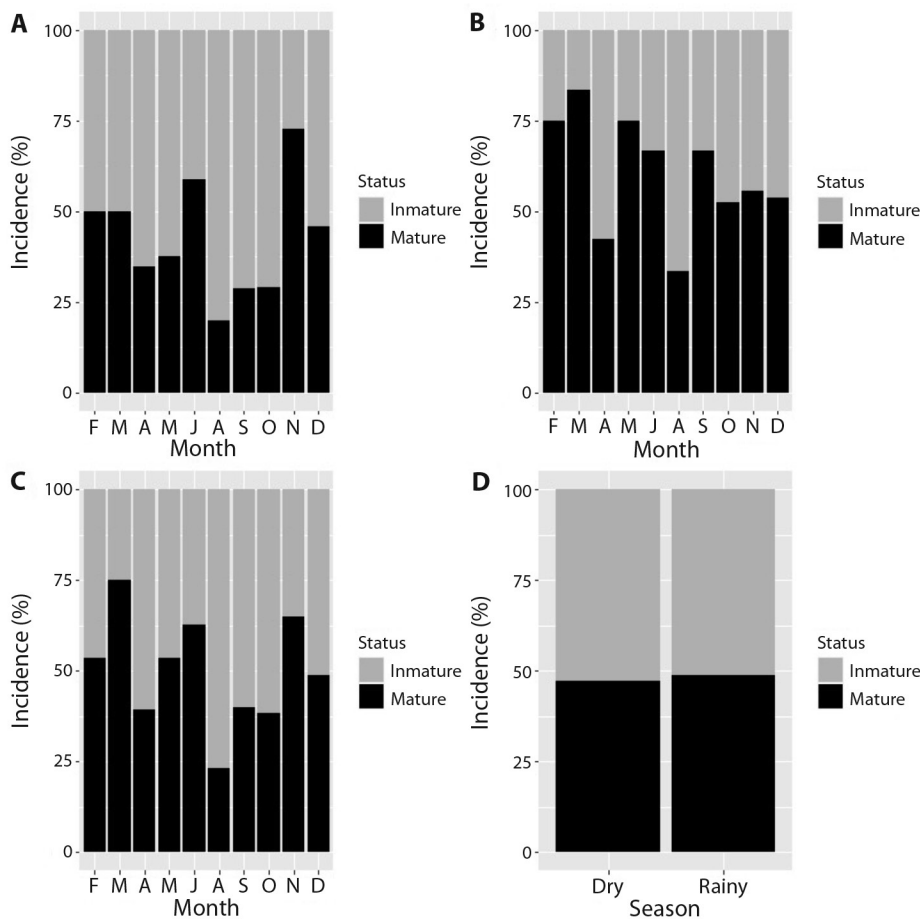 A
100
75
50
25
0
Incidence (%)
F M A M J A S O N D
Month
Status
Inmature
Mature
B
100
75
50
25
0
Incidence (%)
F M A M J A S O N D
Month
Status
Inmature
Mature
C
100
75
50
25
0
Incidence (%)
F M A M J A S O N D
Month
Status
Inmature
Mature
D
100
75
50
25
0
Incidence (%)
Dry Rainy
Season
Status
Inmature
Mature